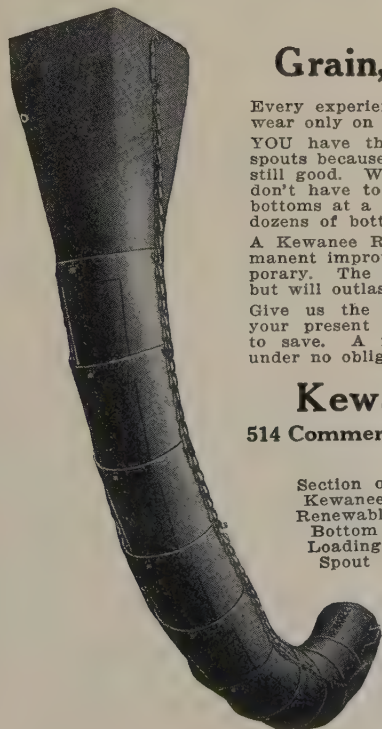 Grain,
Every experie
wear only on
YOU have th
spouts because
still good. W
don't have to
bottoms at a
dozens of bott
A Kewanee R
manent improv
porary. The
but will outlas
Give us the
your present
to save. A
under no oblig
Kew
514 Commer
Section o
Kewanee
Renewabl
Bottom
Loading
Spout